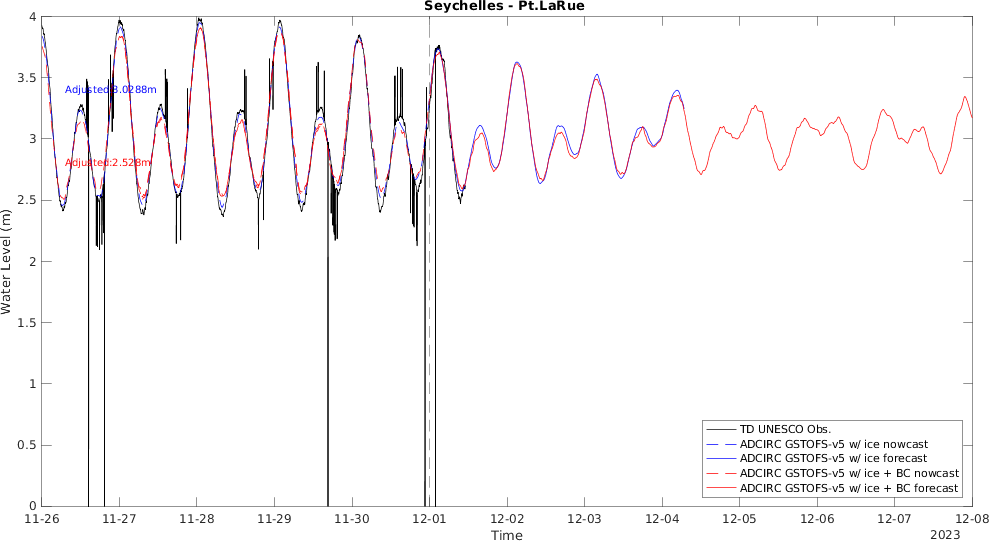 Seychelles - Pt.LaRue
4
3.5
3
2.5
2
1.5
1
0.5
0
Water Level (m)
Adjusted:3.0288m
Adjusted:2.528m
TD UNESCO Obs.
ADCIRC GSTOFS-v5 w/ ice nowcast
ADCIRC GSTOFS-v5 w/ ice forecast
ADCIRC GSTOFS-v5 w/ ice + BC nowcast
ADCIRC GSTOFS-v5 w/ ice + BC forecast
11-26 11-27 11-28 11-29 11-30 12-01 12-02 12-03 12-04 12-05 12-06 12-07 12-08
Time
2023